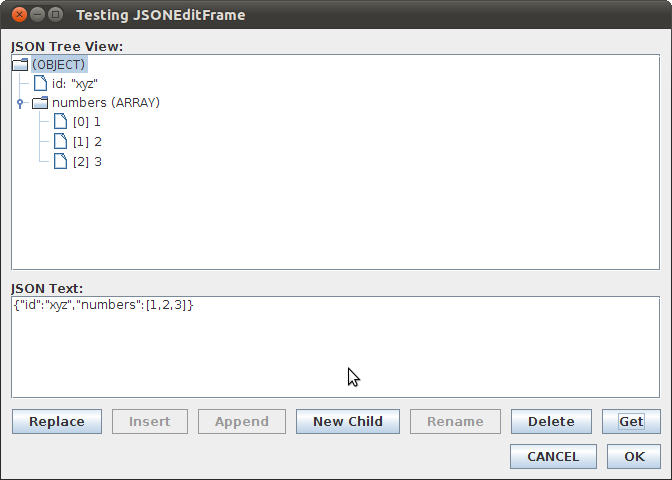 Testing JSONEditFrame
JSON Tree View:
(OBJECT)
id: "xyz"
numbers (ARRAY)
[0] 1
[1] 2
[2] 3
JSON Text:
{"id":"xyz","numbers":[1,2,3]}
Replace Insert Append New Child Rename Delete Get
CANCEL OK